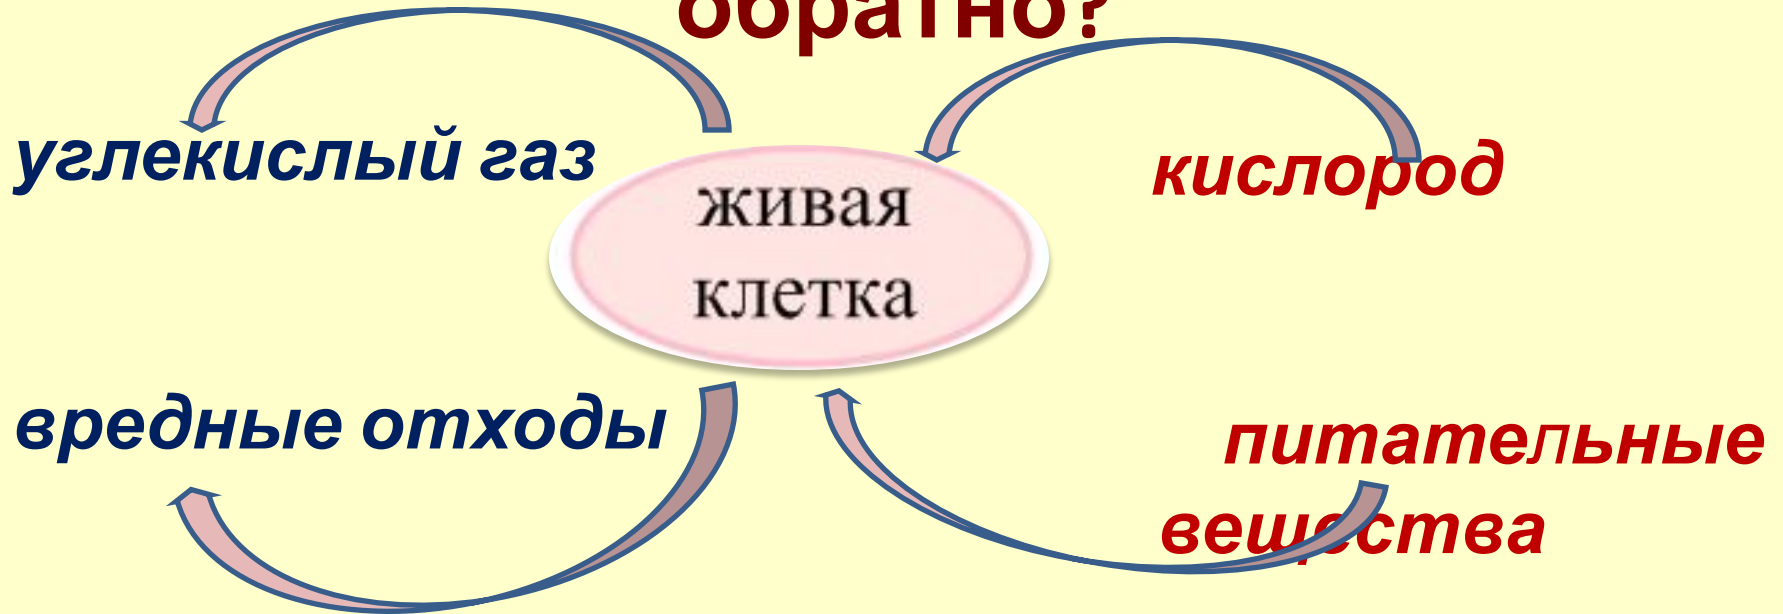 обратно?
углекислый газ
кислород
живая
клетка
вредные отходы
питательные
вещества